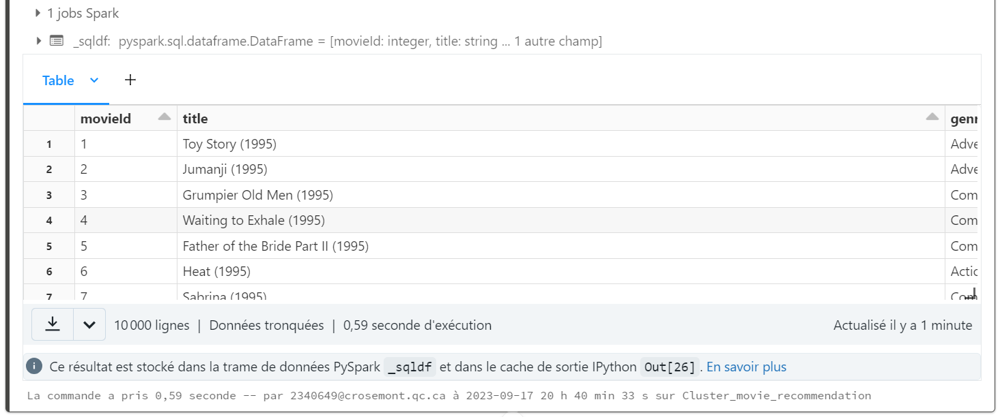 1 jobs Spark
_sqldf: pyspark.sql.dataframe.DataFrame = [movieId: integer, title: string ... 1 autre champ]
Table +
movieId title genr
1 1 Toy Story (1995) Adve
2 2 Jumanji (1995) Adve
3 3 Grumpier Old Men (1995) Com
4 4 Waiting to Exhale (1995) Com
5 5 Father of the Bride Part II (1995) Com
6 6 Heat (1995) Actic
7 7 Sabrina (1995) Com
10 000 lignes | Données tronquées | 0,59 seconde d'exécution Actualisé il y a 1 minute
Ce résultat est stocké dans la trame de données PySpark _sqldf et dans le cache de sortie IPython Out[26]. En savoir plus
La commande a pris 0,59 seconde -- par 2340649@crosemont.qc.ca à 2023-09-17 20 h 40 min 33 s sur Cluster_movie_recommendation